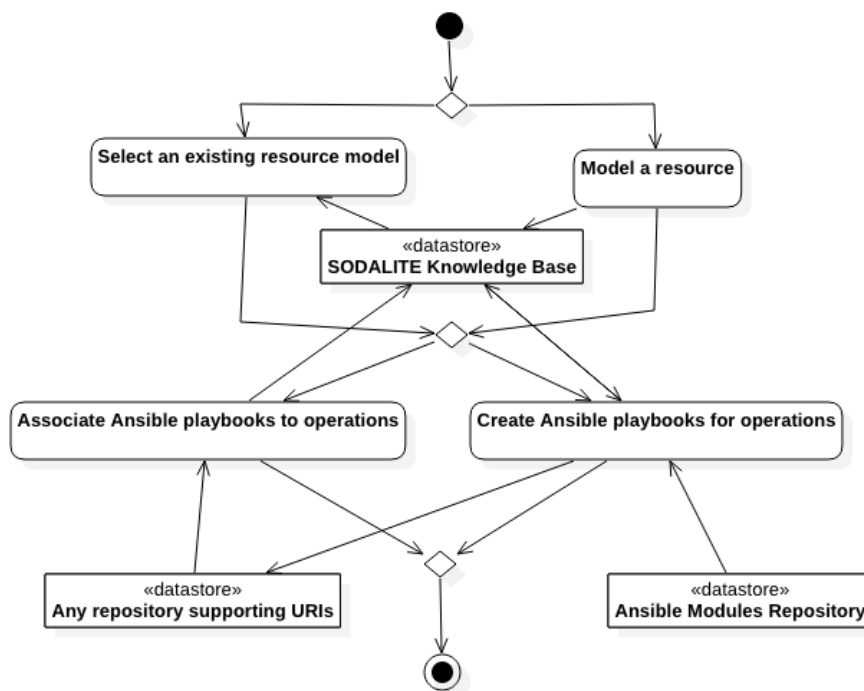 Select an existing resource model
Model a resource
«datastore»
SODALITE Knowledge Base
Associate Ansible playbooks to operations
Create Ansible playbooks for operations
«datastore»
Any repository supporting URIs
«datastore»
Ansible Modules Repository